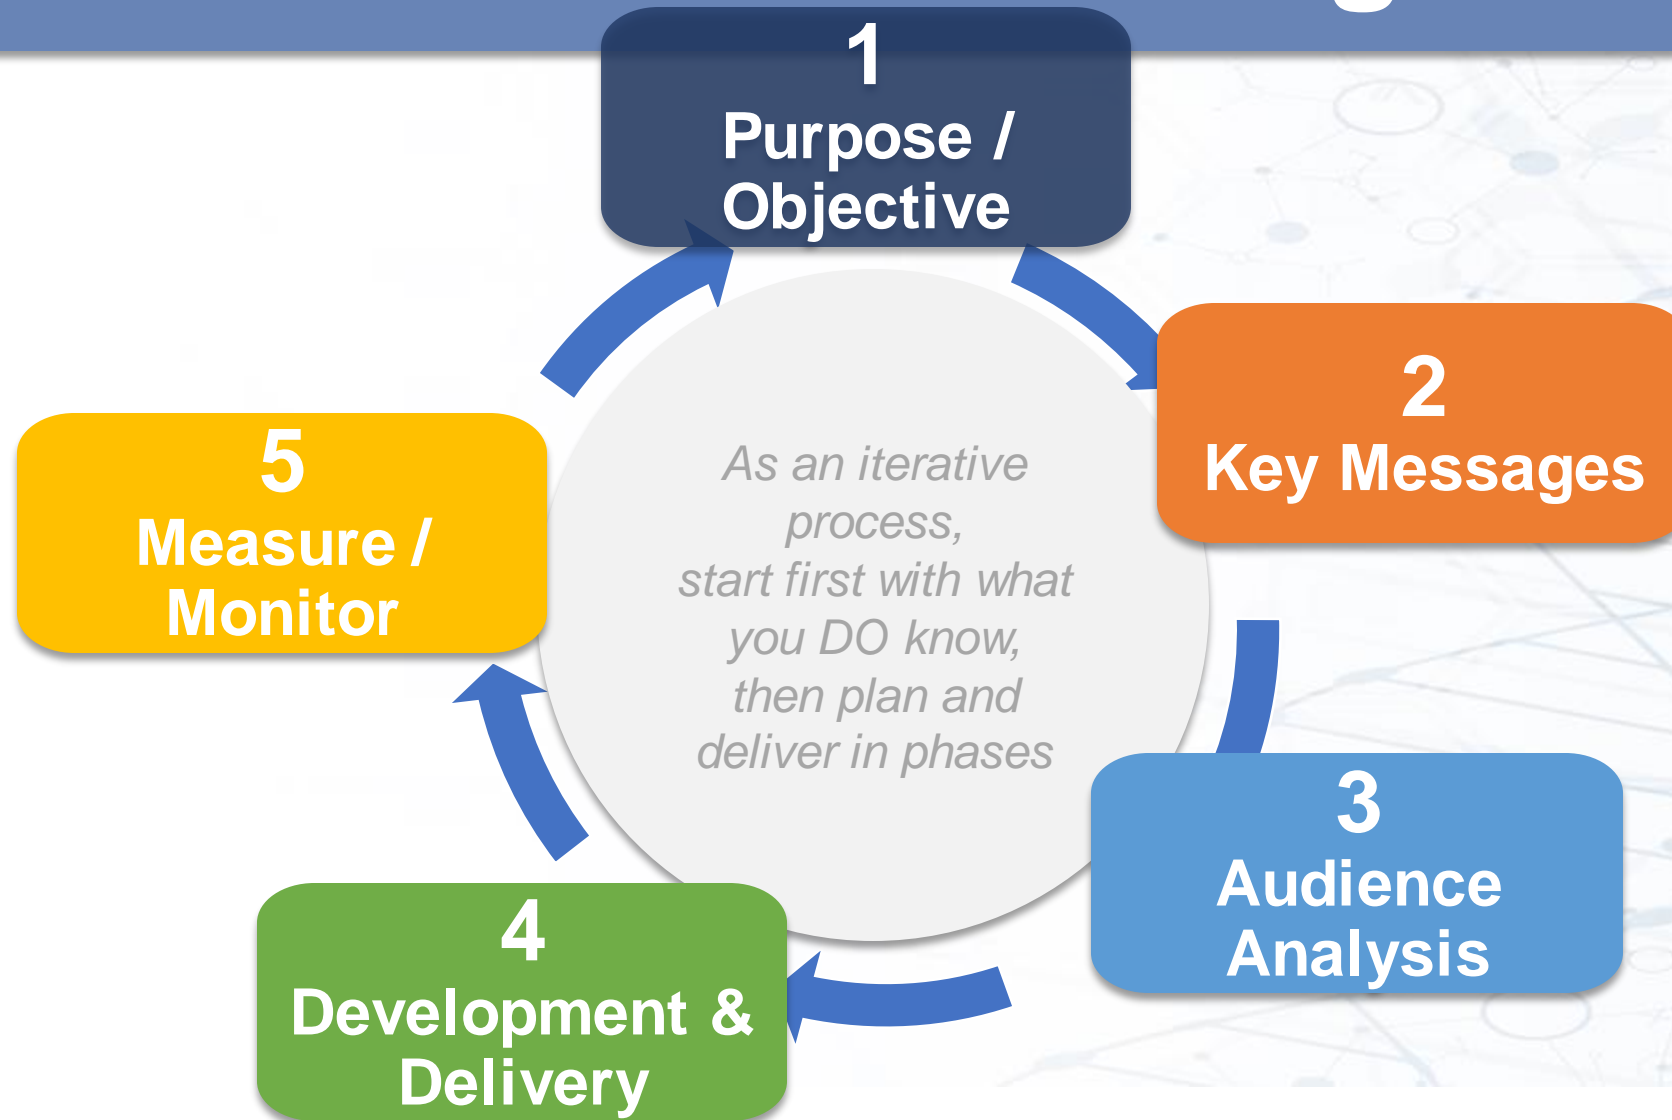 1
Purpose /
Objective
2
Key Messages
3
Audience
Analysis
4
Development &
Delivery
5
Measure /
Monitor
As an iterative
process,
start first with what
you DO know,
then plan and
deliver in phases